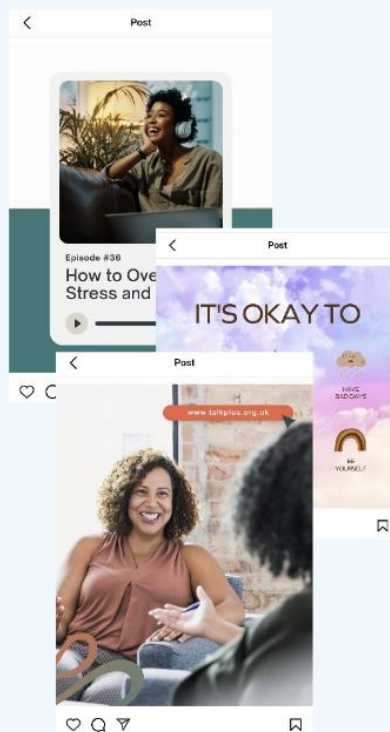 Post
Episode #36
How to Ove
Stress and
Post
IT'S OKAY TO
HAVE
BAD DAYS
BE
YOURSELF
Post
www.talkplus.org.uk